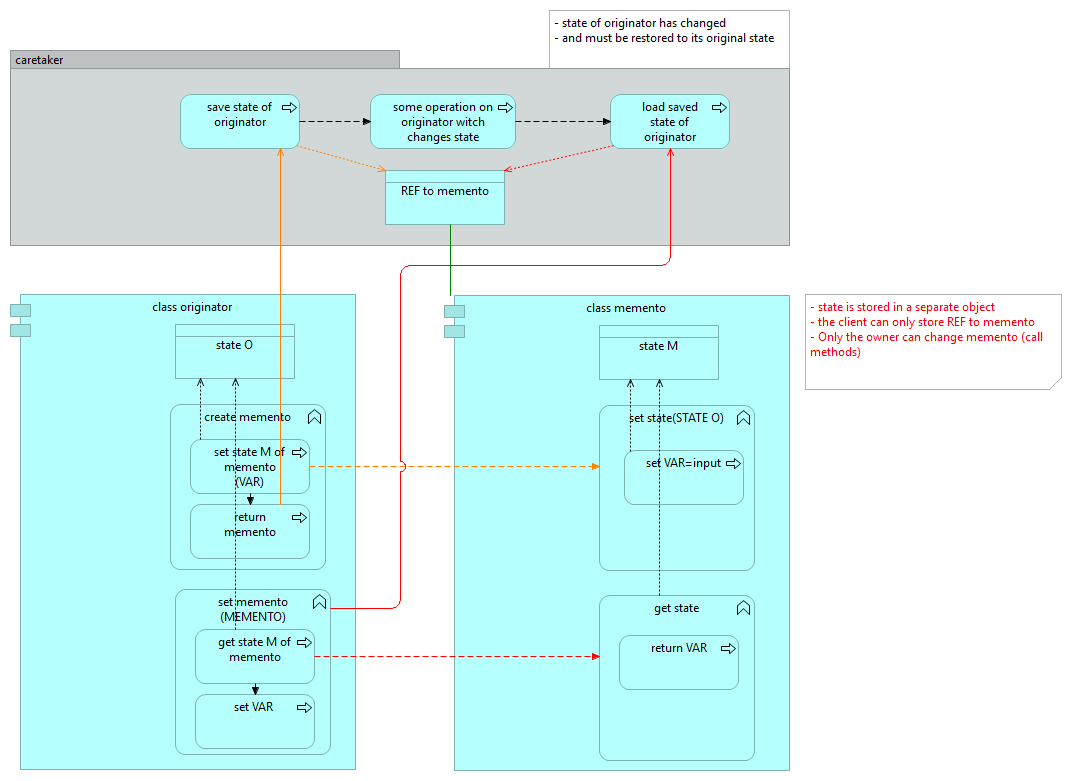 - state of originator has changed
- and must be restored to its original state
caretaker
save state of
originator
some operation on
originator witch
changes state
load saved
state of
originator
REF to memento
class originator
state O
create memento
set state M of
memento
(VAR)
return
memento
set memento
(MEMENTO)
get state M of
memento
set VAR
class memento
state M
set state(STATE O)
set VAR=input
get state
return VAR
- state is stored in a separate object
- the client can only store REF to memento
- Only the owner can change memento (call
methods)